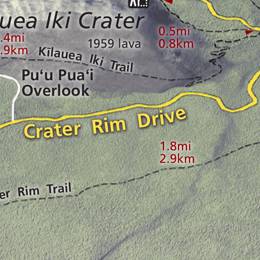 uea Iki Crater
.4mi
.9km
Kilauea Iki Trail
1959 lava
0.5mi
0.8km
Pu‘u Pua‘i
Overlook
Crater Rim Drive
1.8mi
2.9km
er Rim Trail